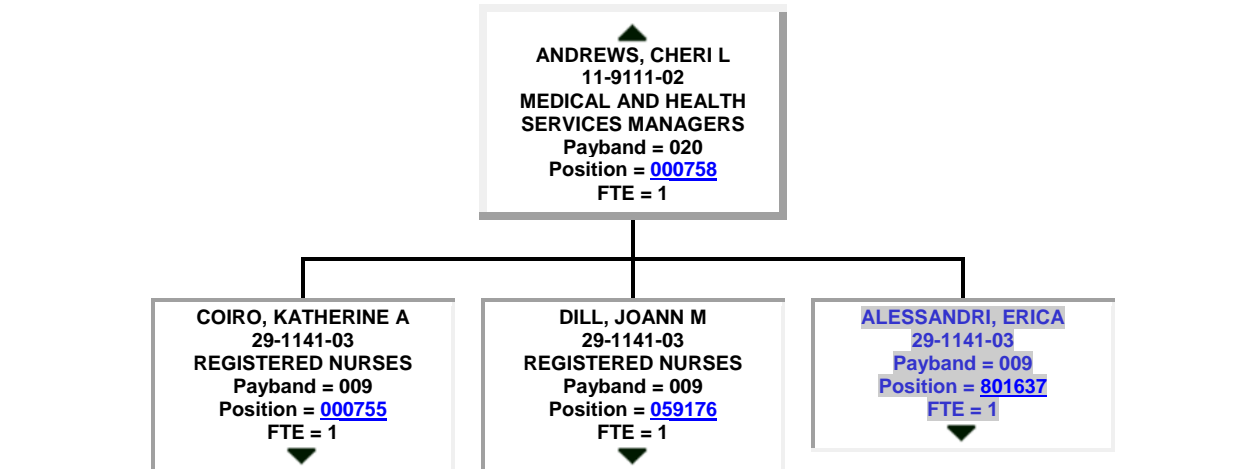 ANDREWS, CHERI L
11-9111-02
MEDICAL AND HEALTH
SERVICES MANAGERS
Payband = 020
Position = 000758
FTE = 1
COIRO, KATHERINE A
29-1141-03
REGISTERED NURSES
Payband = 009
Position = 000755
FTE = 1
DILL, JOANN M
29-1141-03
REGISTERED NURSES
Payband = 009
Position = 059176
FTE = 1
ALESSANDRI, ERICA
29-1141-03
Payband = 009
Position = 801637
FTE = 1